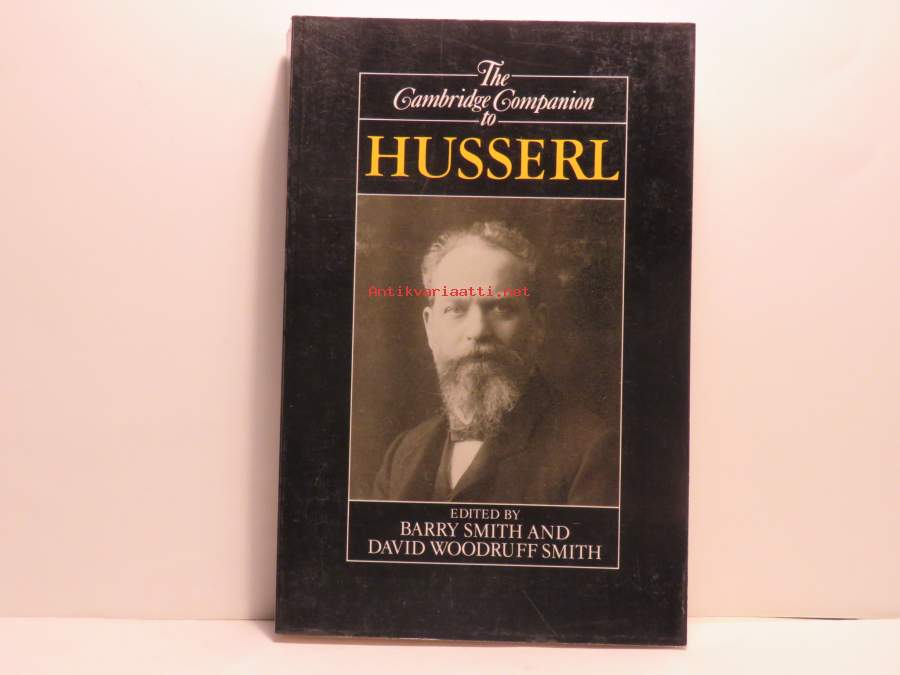 The
Cambridge Companion
to
HUSSERL
Antikvariaatti.net
EDITED BY
BARRY SMITH AND
DAVID WOODRUFF SMITH